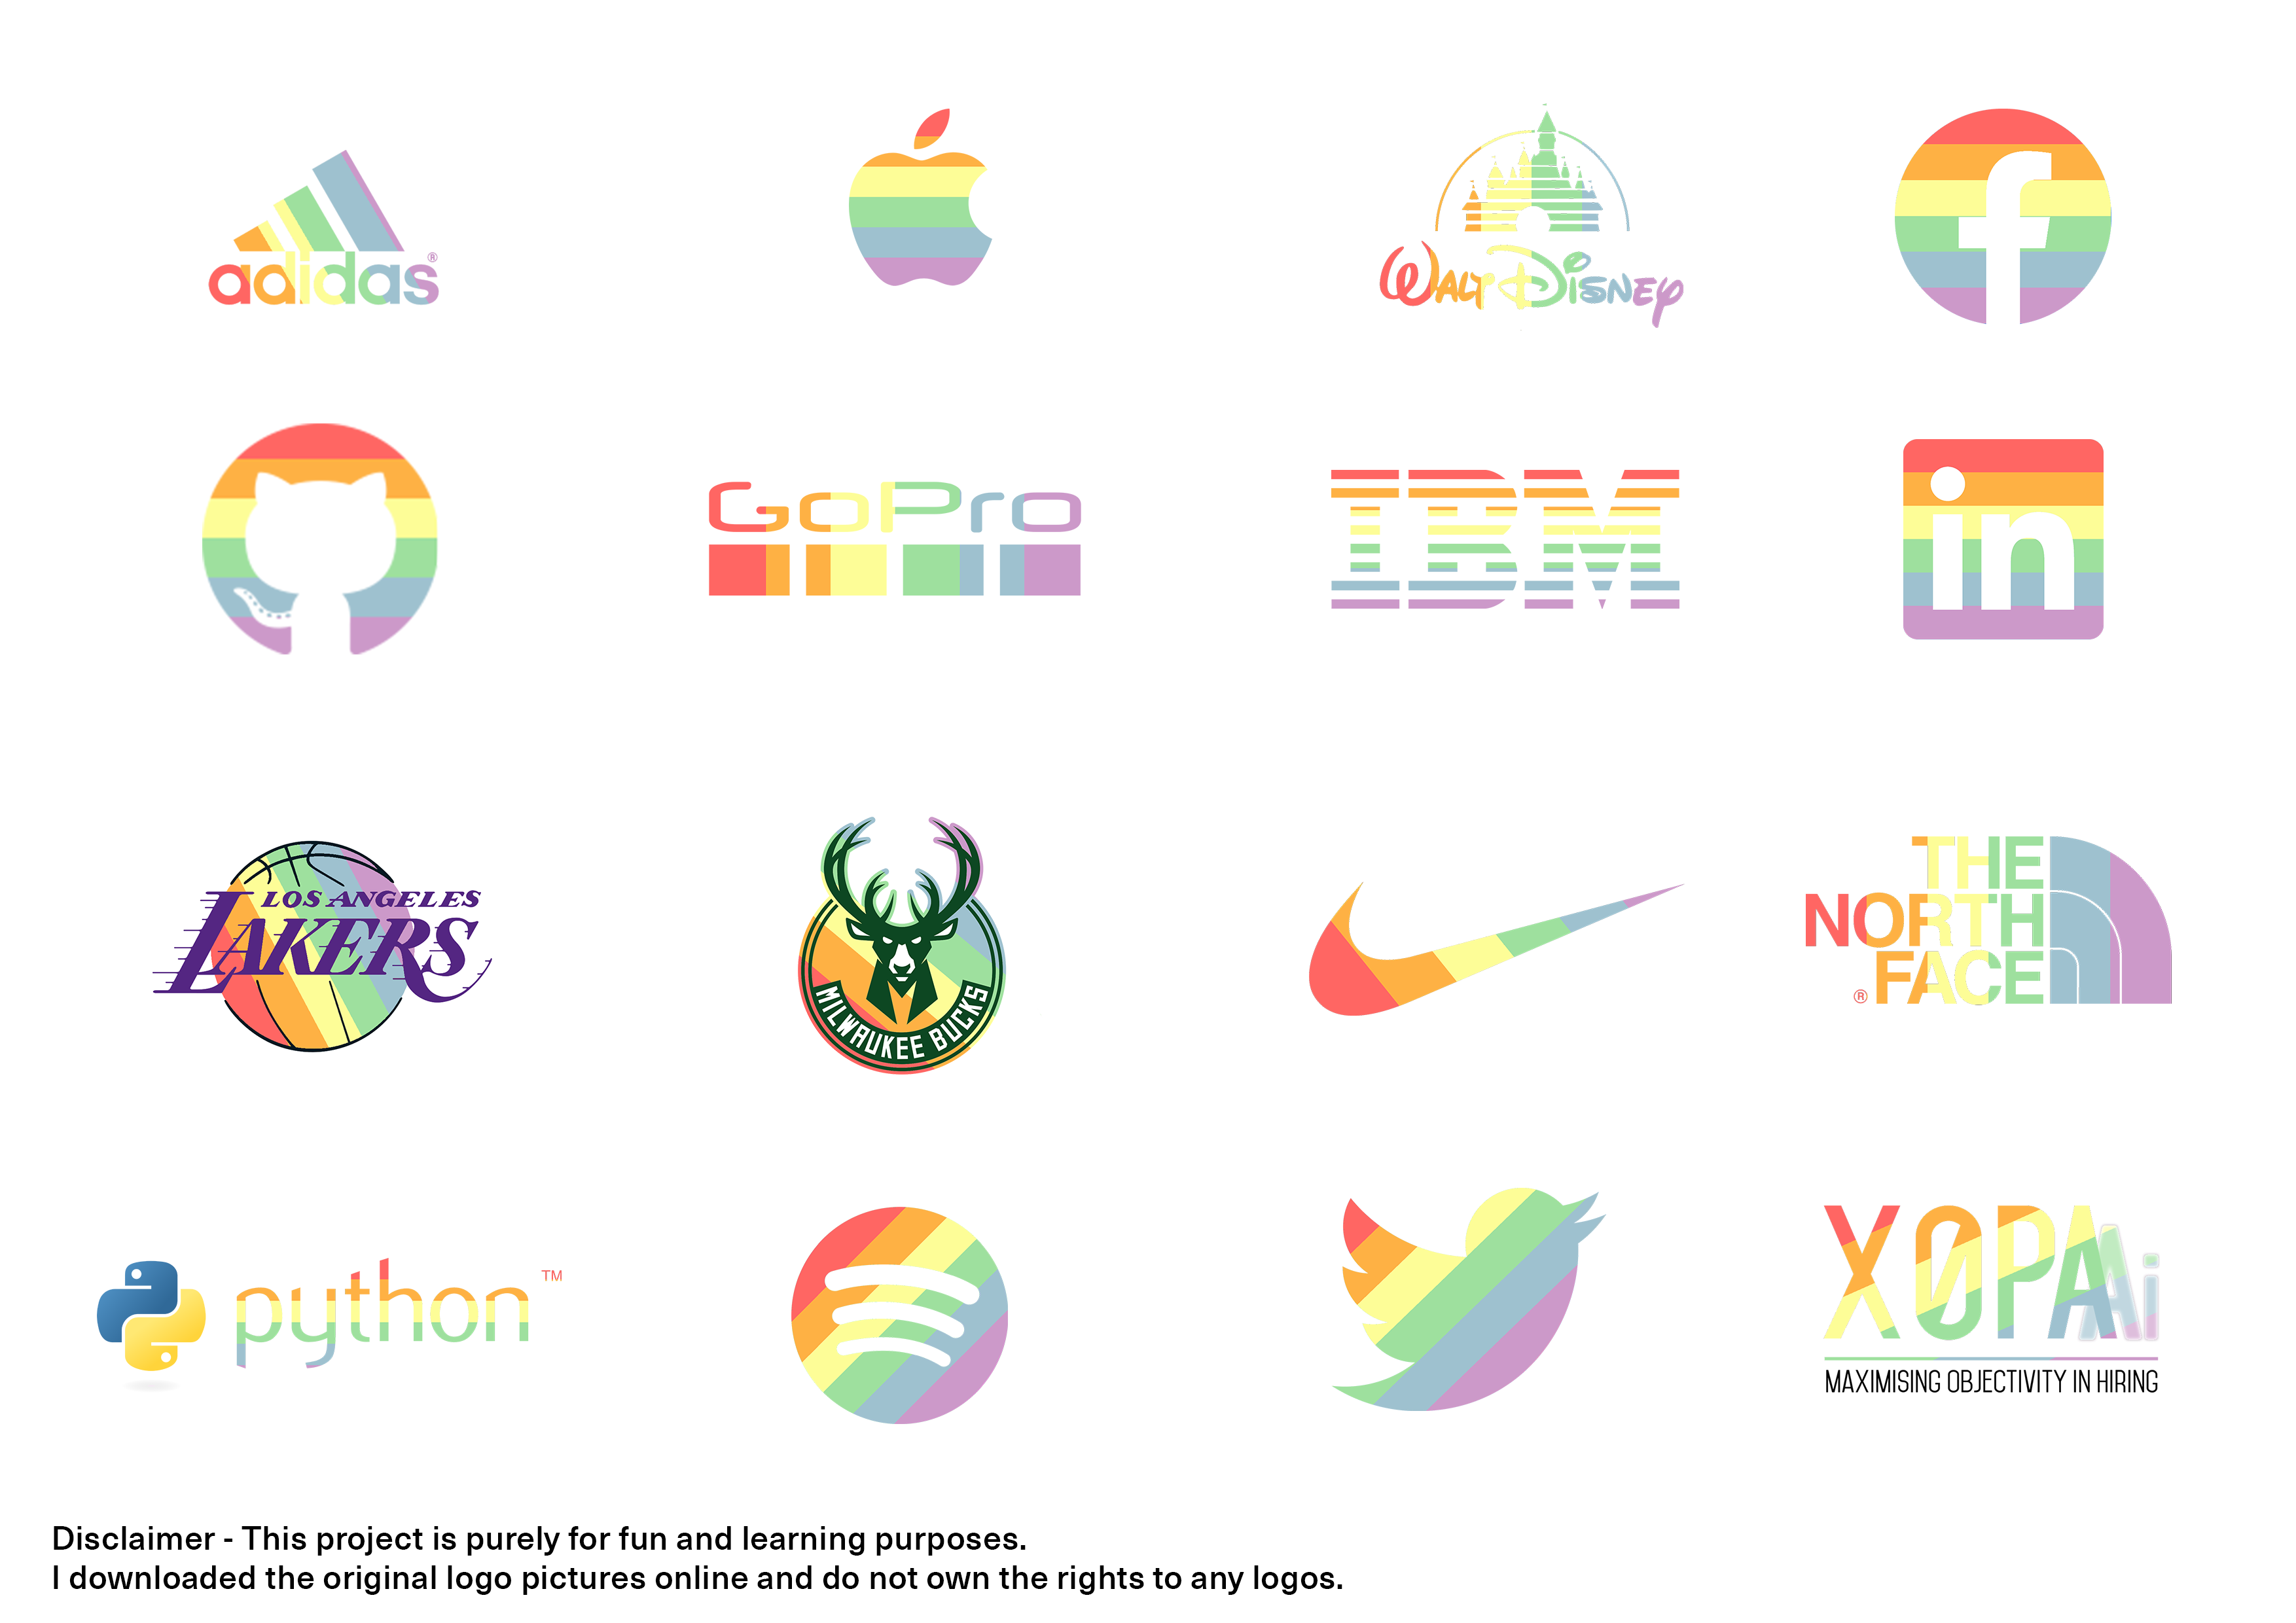 adidas®
WALT DISNEY
f
GoPro
IBM
in
LOS ANGELES
LAKERS
MILWAUKEE BUCKS
THE
NORTH
® FACE
python™
XOPA Ai
MAXIMISING OBJECTIVITY IN HIRING
Disclaimer - This project is purely for fun and learning purposes.
I downloaded the original logo pictures online and do not own the rights to any logos.